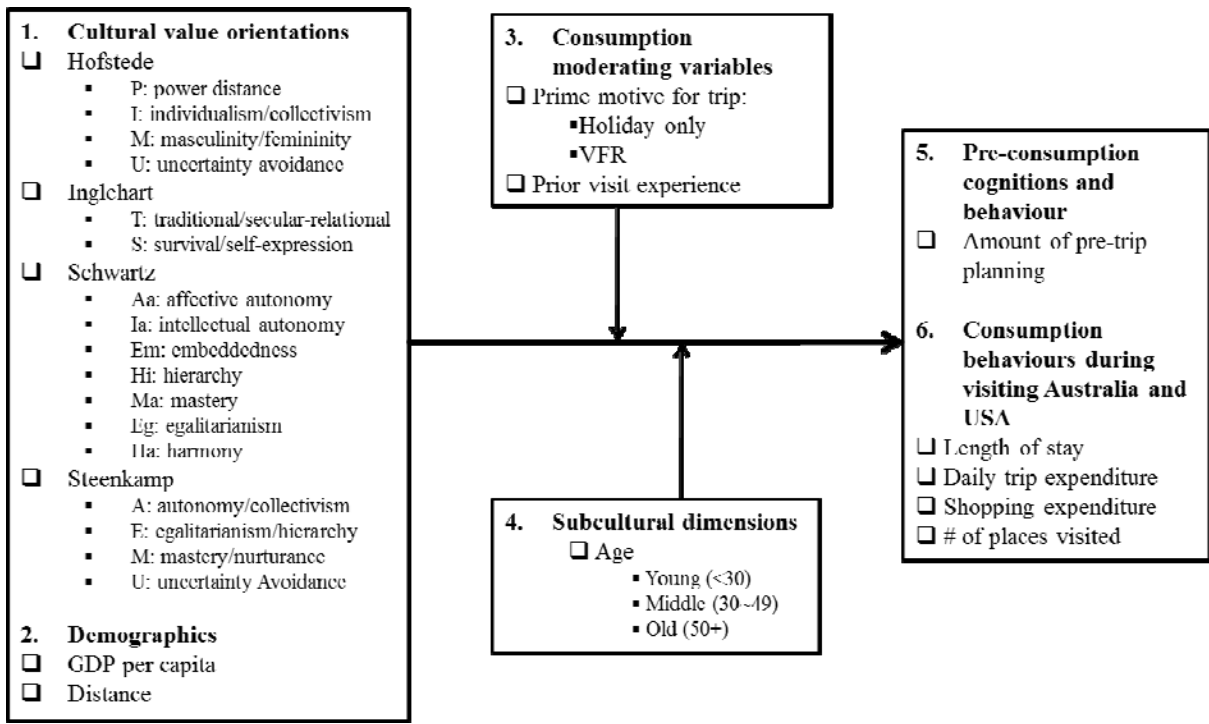 1. Cultural value orientations
❑ Hofstede
▪ P: power distance
▪ I: individualism/collectivism
▪ M: masculinity/femininity
▪ U: uncertainty avoidance
❑ Inglehart
▪ T: traditional/secular-relational
▪ S: survival/self-expression
❑ Schwartz
▪ Aa: affective autonomy
▪ Ia: intellectual autonomy
▪ Em: embeddedness
▪ Hi: hierarchy
▪ Ma: mastery
▪ Eg: egalitarianism
▪ Ha: harmony
❑ Steenkamp
▪ A: autonomy/collectivism
▪ E: egalitarianism/hierarchy
▪ M: mastery/nurturance
▪ U: uncertainty Avoidance
2. Demographics
❑ GDP per capita
❑ Distance
3. Consumption
moderating variables
❑ Prime motive for trip:
▪Holiday only
▪VFR
❑ Prior visit experience
4. Subcultural dimensions
❑ Age
▪ Young (<30)
▪ Middle (30~49)
▪ Old (50+)
5. Pre-consumption
cognitions and
behaviour
❑ Amount of pre-trip
planning
6. Consumption
behaviours during
visiting Australia and
USA
❑ Length of stay
❑ Daily trip expenditure
❑ Shopping expenditure
❑ # of places visited